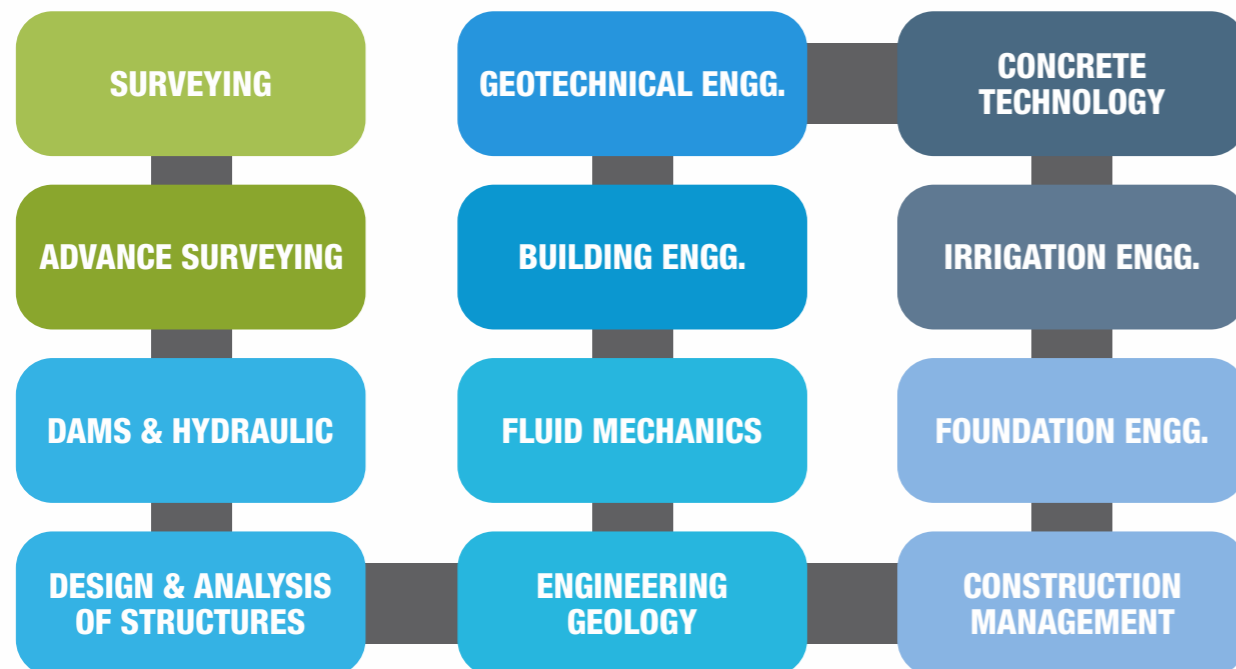 SURVEYING
ADVANCE SURVEYING
DAMS & HYDRAULIC
DESIGN & ANALYSIS
OF STRUCTURES
GEOTECHNICAL ENGG.
BUILDING ENGG.
FLUID MECHANICS
ENGINEERING
GEOLOGY
CONCRETE
TECHNOLOGY
IRRIGATION ENGG.
FOUNDATION ENGG.
CONSTRUCTION
MANAGEMENT